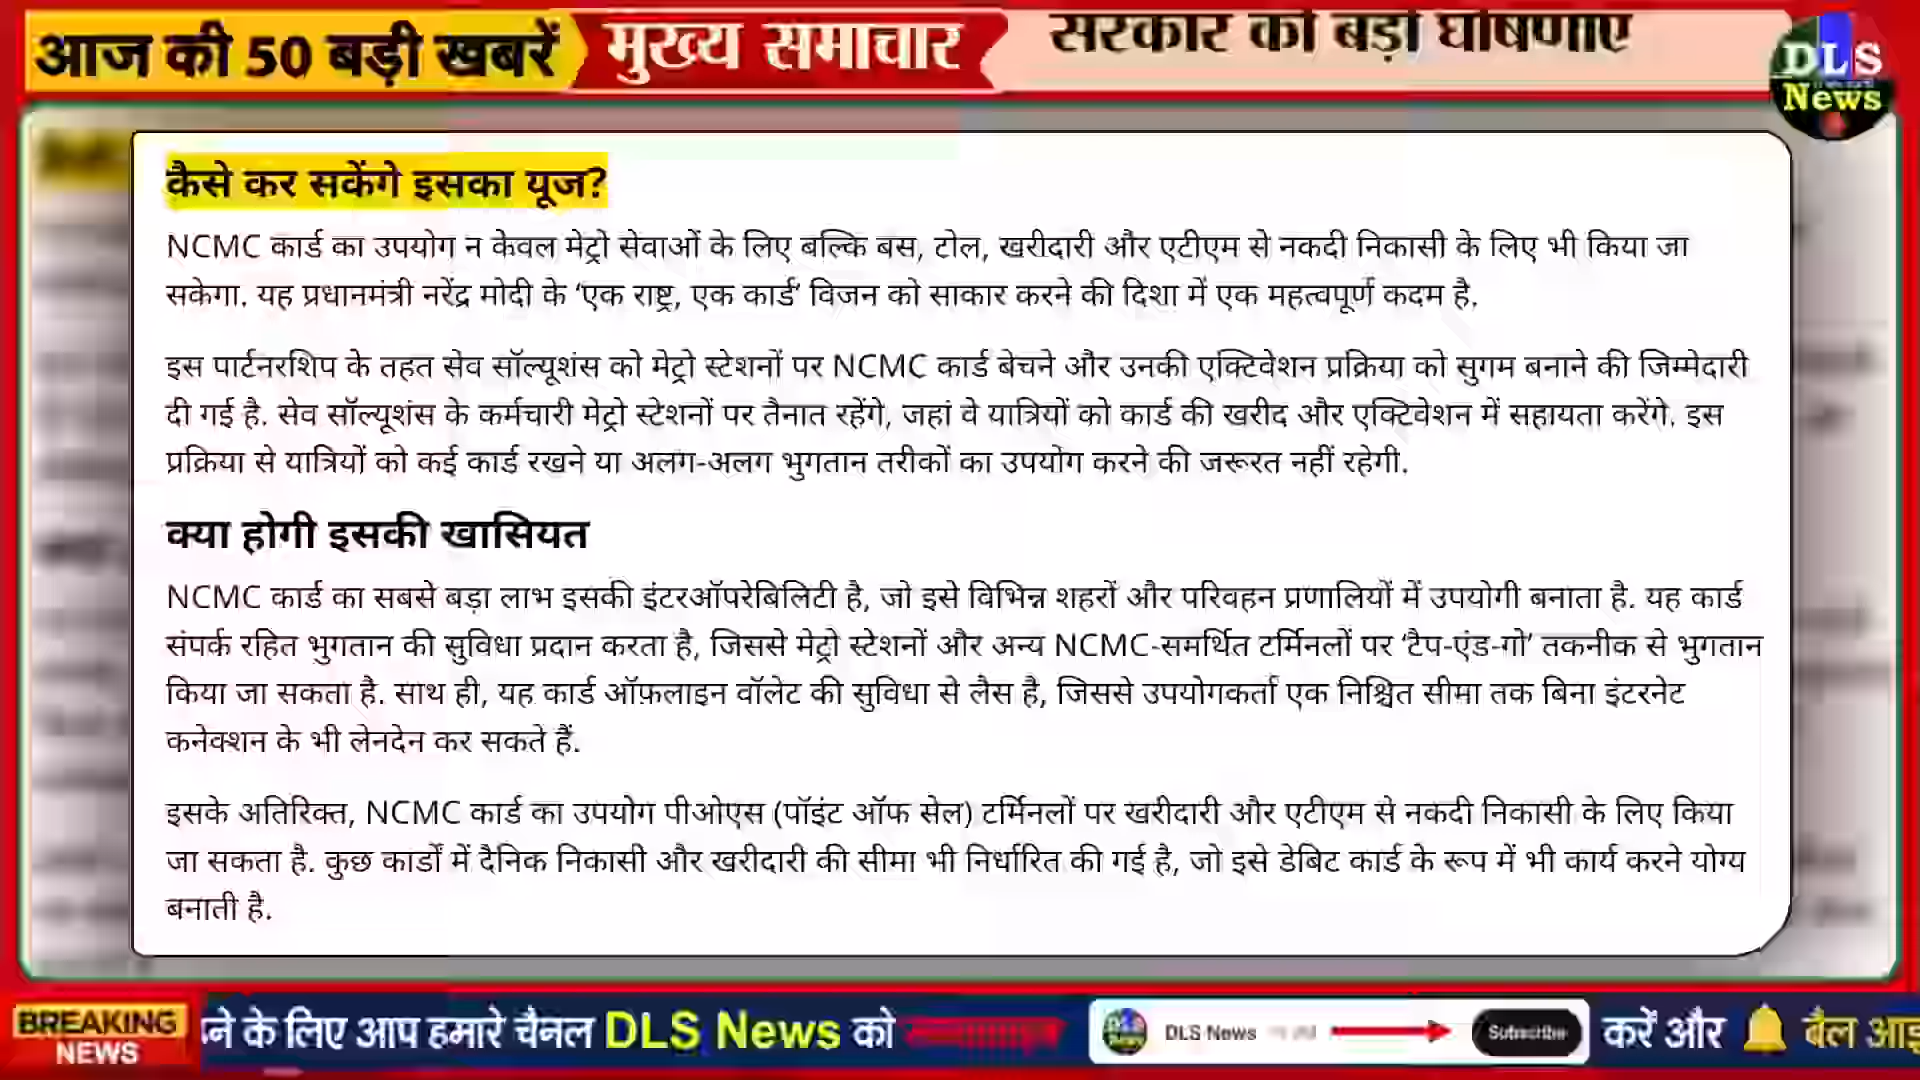 आज की 50 बड़ी खबरें
मुख्य समाचार
सरकार की बड़ी घोषणाएं
DLS
News
कैसे कर सकेंगे इसका यूज?
NCMC कार्ड का उपयोग न केवल मेट्रो सेवाओं के लिए बल्कि बस, टोल, खरीदारी और एटीएम से नकदी निकासी के लिए भी किया जा
सकेगा. यह प्रधानमंत्री नरेंद्र मोदी के ‘एक राष्ट्र, एक कार्ड’ विजन को साकार करने की दिशा में एक महत्वपूर्ण कदम है.
इस पार्टनरशिप के तहत सेव सॉल्यूशंस को मेट्रो स्टेशनों पर NCMC कार्ड बेचने और उनकी एक्टिवेशन प्रक्रिया को सुगम बनाने की जिम्मेदारी
दी गई है. सेव सॉल्यूशंस के कर्मचारी मेट्रो स्टेशनों पर तैनात रहेंगे, जहां वे यात्रियों को कार्ड की खरीद और एक्टिवेशन में सहायता करेंगे. इस
प्रक्रिया से यात्रियों को कई कार्ड रखने या अलग-अलग भुगतान तरीकों का उपयोग करने की जरूरत नहीं रहेगी.
क्या होगी इसकी खासियत
NCMC कार्ड का सबसे बड़ा लाभ इसकी इंटरऑपरेबिलिटी है, जो इसे विभिन्न शहरों और परिवहन प्रणालियों में उपयोगी बनाता है. यह कार्ड
संपर्क रहित भुगतान की सुविधा प्रदान करता है, जिससे मेट्रो स्टेशनों और अन्य NCMC-समर्थित टर्मिनलों पर ‘टैप-एंड-गो’ तकनीक से भुगतान
किया जा सकता है. साथ ही, यह कार्ड ऑफ़लाइन वॉलेट की सुविधा से लैस है, जिससे उपयोगकर्ता एक निश्चित सीमा तक बिना इंटरनेट
कनेक्शन के भी लेनदेन कर सकते हैं.
इसके अतिरिक्त, NCMC कार्ड का उपयोग पीओएस (पॉइंट ऑफ सेल) टर्मिनलों पर खरीदारी और एटीएम से नकदी निकासी के लिए किया
जा सकता है. कुछ कार्डों में दैनिक निकासी और खरीदारी की सीमा भी निर्धारित की गई है, जो इसे डेबिट कार्ड के रूप में भी कार्य करने योग्य
बनाती है.
BREAKING
NEWS
ने के लिए आप हमारे चैनल DLS News को
DLS News
Subscribe
करें और
बैल आइ